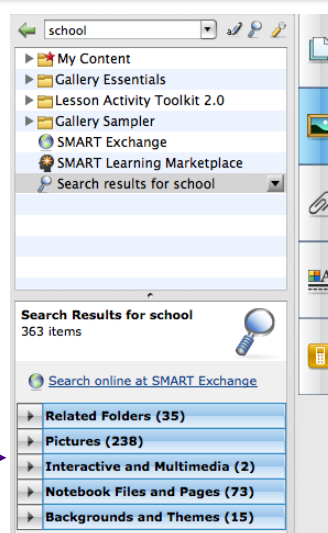 school
My Content
Gallery Essentials
Lesson Activity Toolkit 2.0
Gallery Sampler
SMART Exchange
SMART Learning Marketplace
Search results for school
Search Results for school
363 items
Search online at SMART Exchange
Related Folders (35)
Pictures (238)
Interactive and Multimedia (2)
Notebook Files and Pages (73)
Backgrounds and Themes (15)